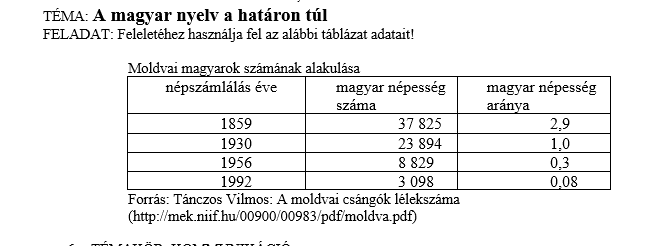 TÉMA: A magyar nyelv a határon túl
FELADAT: Feleletéhez használja fel az alábbi táblázat adatait!
Moldvai magyarok számának alakulása
népszámlálás éve magyar népesség száma magyar népesség aránya
1859 37 825 2,9
1930 23 894 1,0
1956 8 829 0,3
1992 3 098 0,08
Forrás: Tánczos Vilmos: A moldvai csángók lélekszáma
(http://mek.niif.hu/00900/00983/pdf/moldva.pdf)